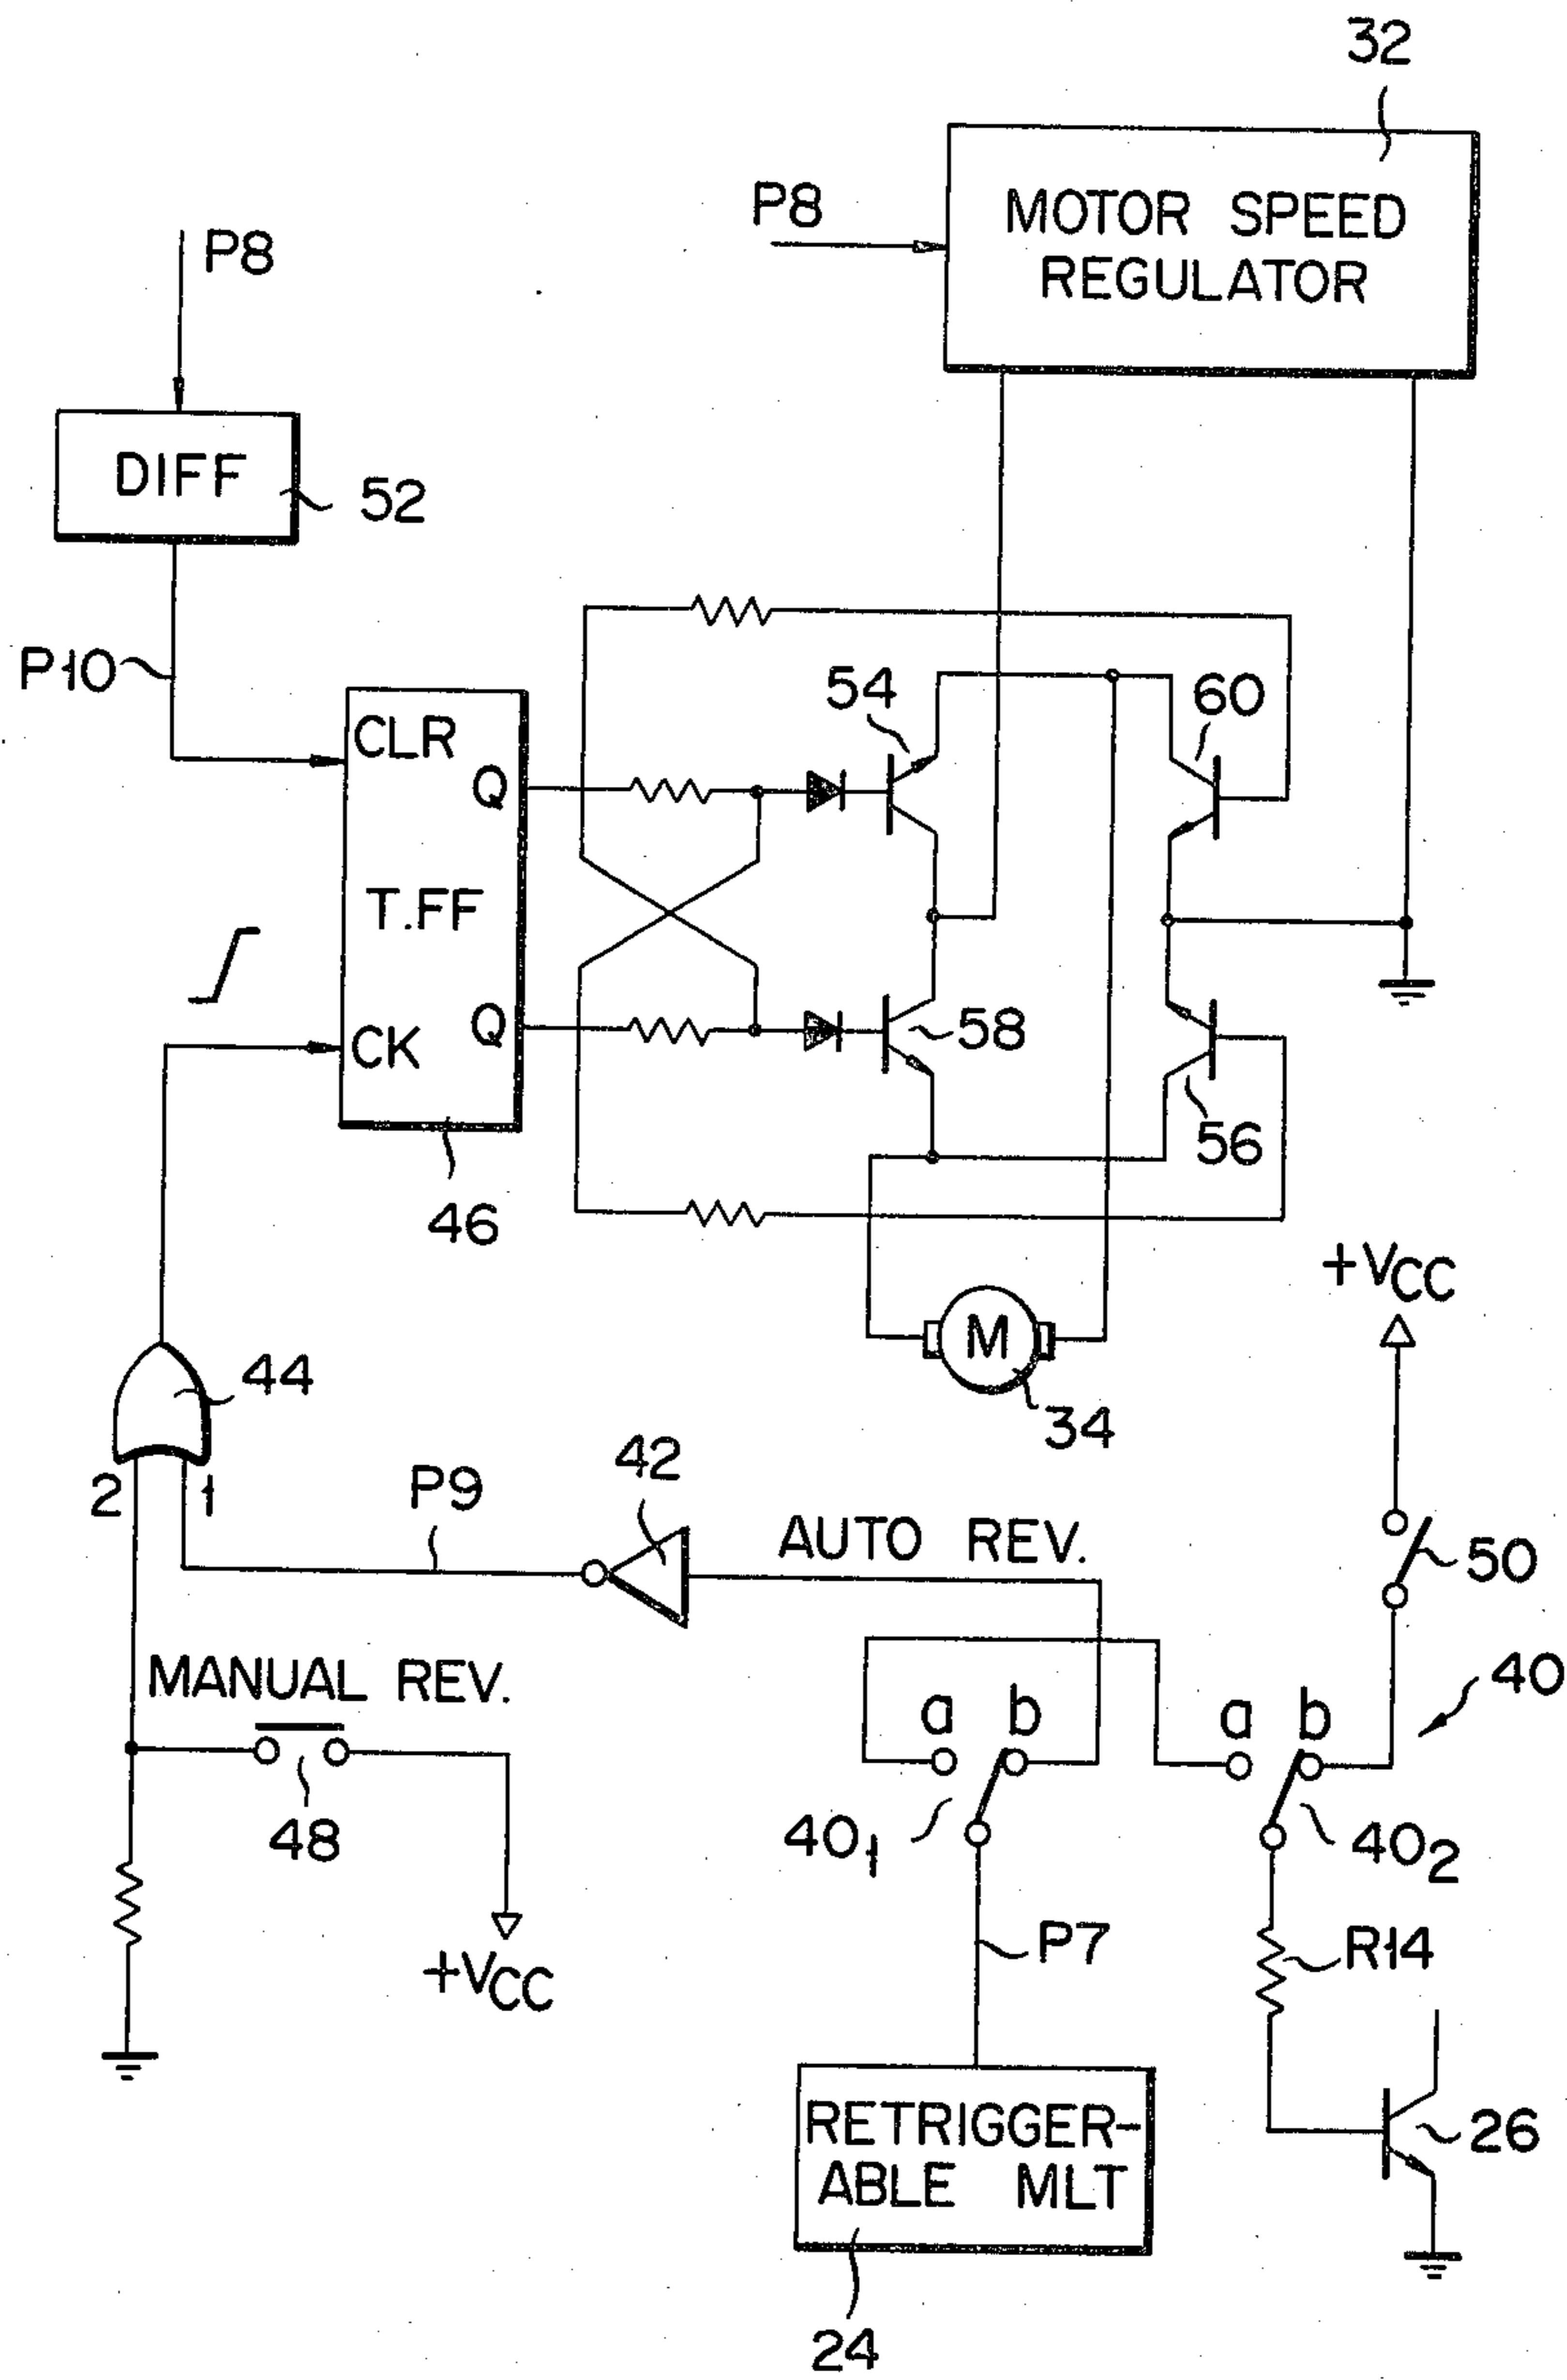 32
P8
MOTOR SPEED
REGULATOR
P8
DIFF
52
P10
54
60
CLR
Q
T.FF
CK
Q
58
56
46
+VCC
44
M
34
2
1
P9
42
AUTO REV.
50
MANUAL REV.
40
a
b
a
b
48
40₁
40₂
P7
R14
+VCC
RETRIGGER-
ABLE MLT
26
24